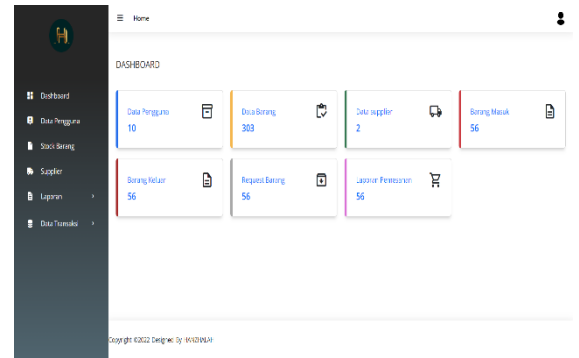 H
Home
DASHBOARD
Dashboard
Data Pengguna
Stock Barang
Supplier
Laporan
Data Transaksi
Data Pengguna
10
Data Barang
303
Data supplier
2
Barang Masuk
56
Barang Keluar
56
Request Barang
56
Laporan Pemesanan
56
Copyright ©2022 Designed By